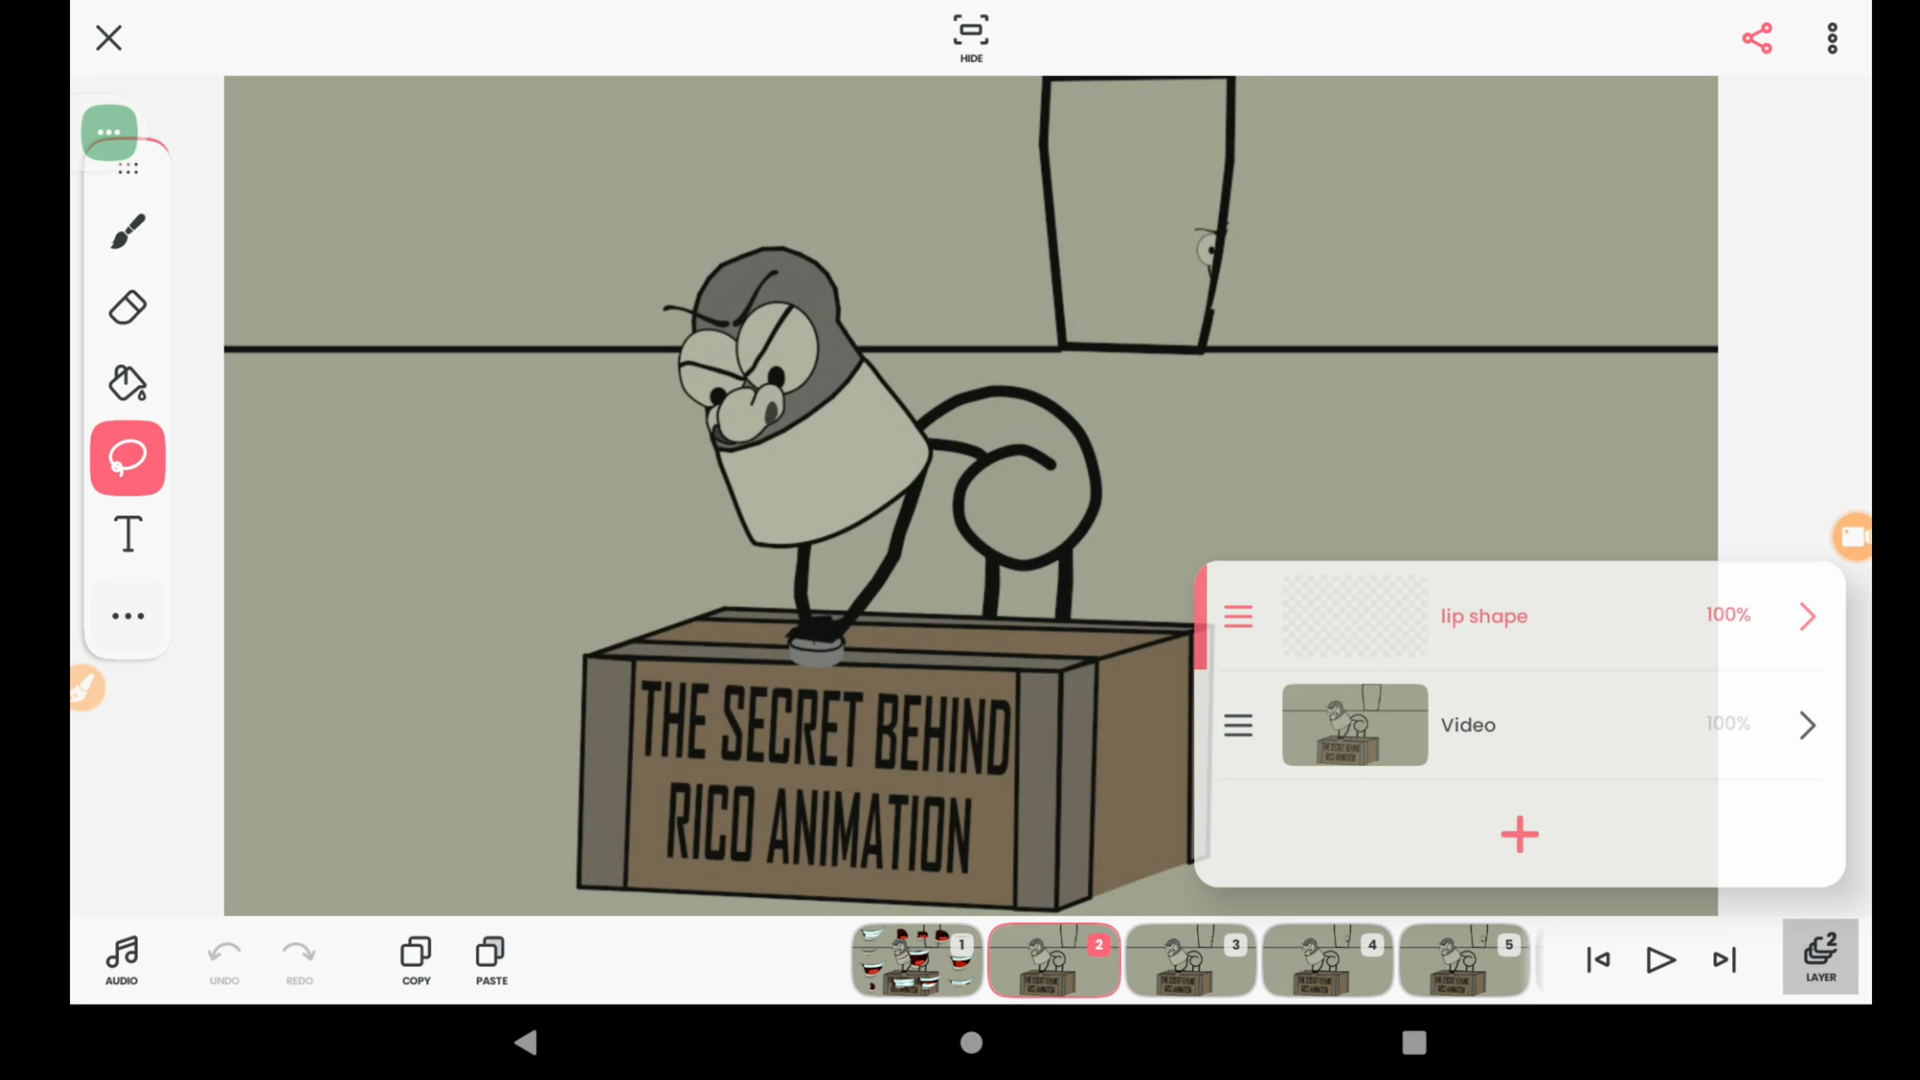 HIDE
THE SECRET BEHIND
RICO ANIMATION
T
lip shape 100%
Video 100%
AUDIO
UNDO
REDO
COPY
PASTE
1
2
3
4
5
2
LAYER